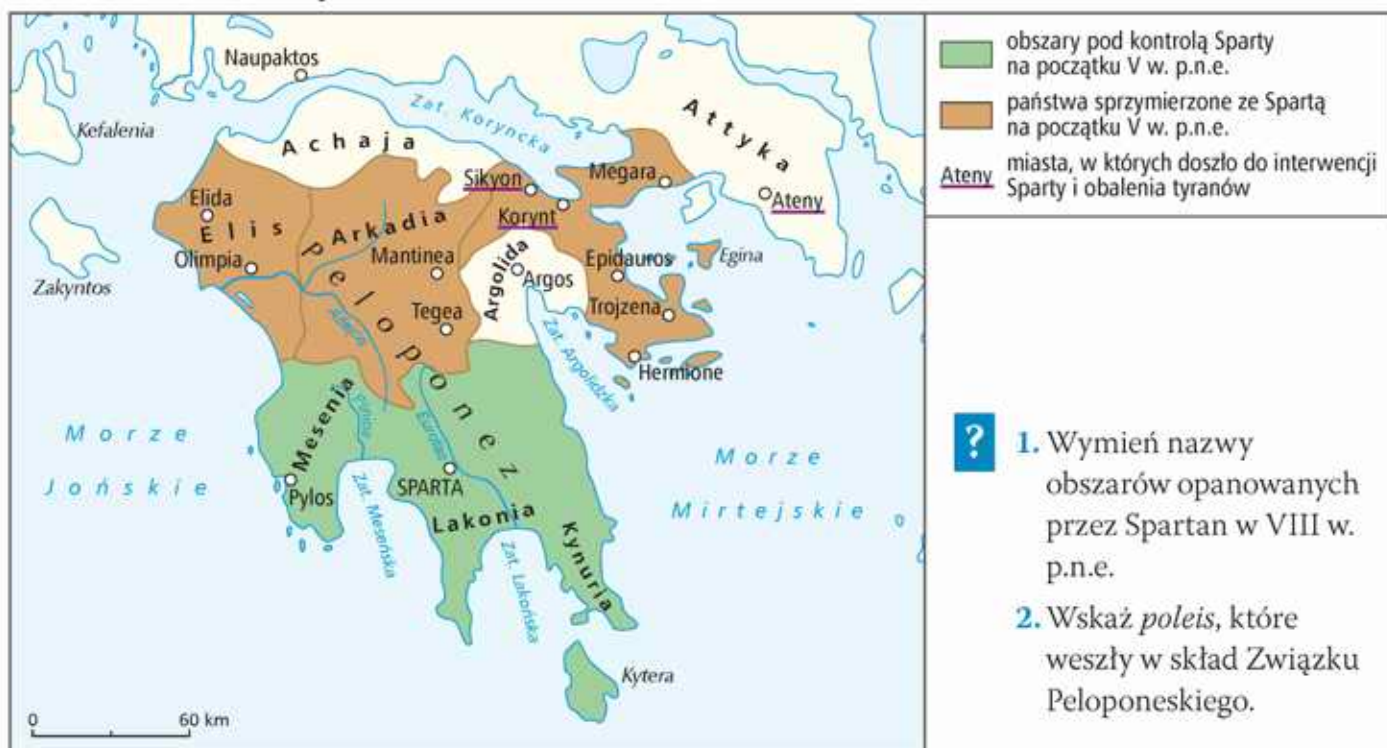 Naupaktos
Kefalenia
Achaja
Zat. Koryncka
Attyka
Sikyon
Megara
Ateny
Elida
Korynt
Elis
Arkadia
Olimpia
Mantinea
Argolida
Argos
Epidauros
Egina
Zakyntos
Peloponez
Alfejos
Tegea
Trojzena
Zat. Argolidzka
Hermione
Mesenia
Eurotas
Morze
Jońskie
Pylos
SPARTA
Zat. Meseńska
Lakonia
Morze
Mirtejskie
Kynuria
Zat. Lakońska
Kytera
0 60 km
obszary pod kontrolą Sparty
na początku V w. p.n.e.
państwa sprzymierzone ze Spartą
na początku V w. p.n.e.
Ateny miasta, w których doszło do interwencji
Sparty i obalenia tyranów
? 1. Wymień nazwy
obszarów opanowanych
przez Spartan w VIII w.
p.n.e.
2. Wskaż poleis, które
weszły w skład Związku
Peloponeskiego.